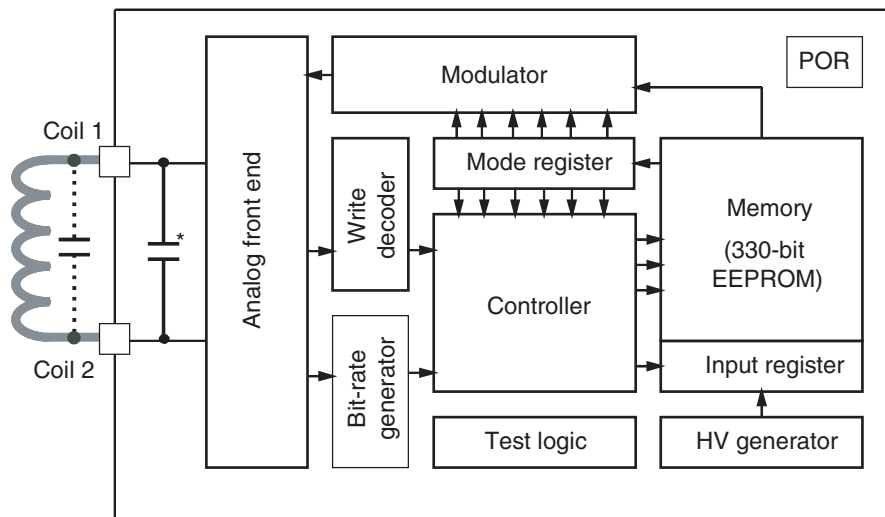 POR
Modulator
Coil 1
Mode register
Analog front end
Write
decoder
Memory
(330-bit
EEPROM)
*
Controller
Coil 2
Bit-rate
generator
Input register
Test logic
HV generator